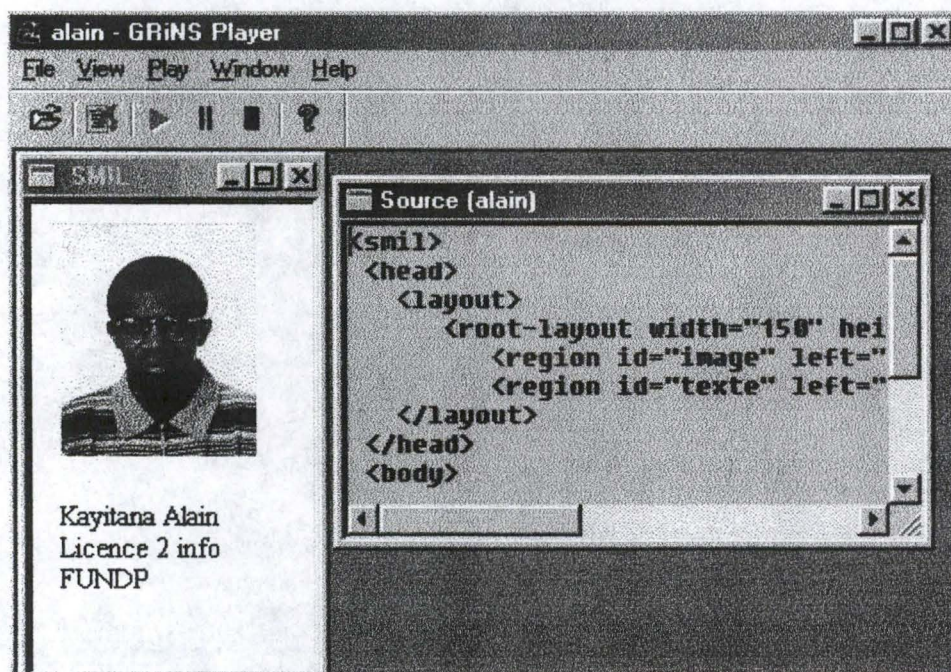 alain - GRiNS Player
File View Play Window Help
SMIL
Kayitana Alain
Licence 2 info
FUNDP
Source (alain)
<smil>
<head>
<layout>
<root-layout width="150" hei
<region id="image" left="
<region id="texte" left="
</layout>
</head>
<body>